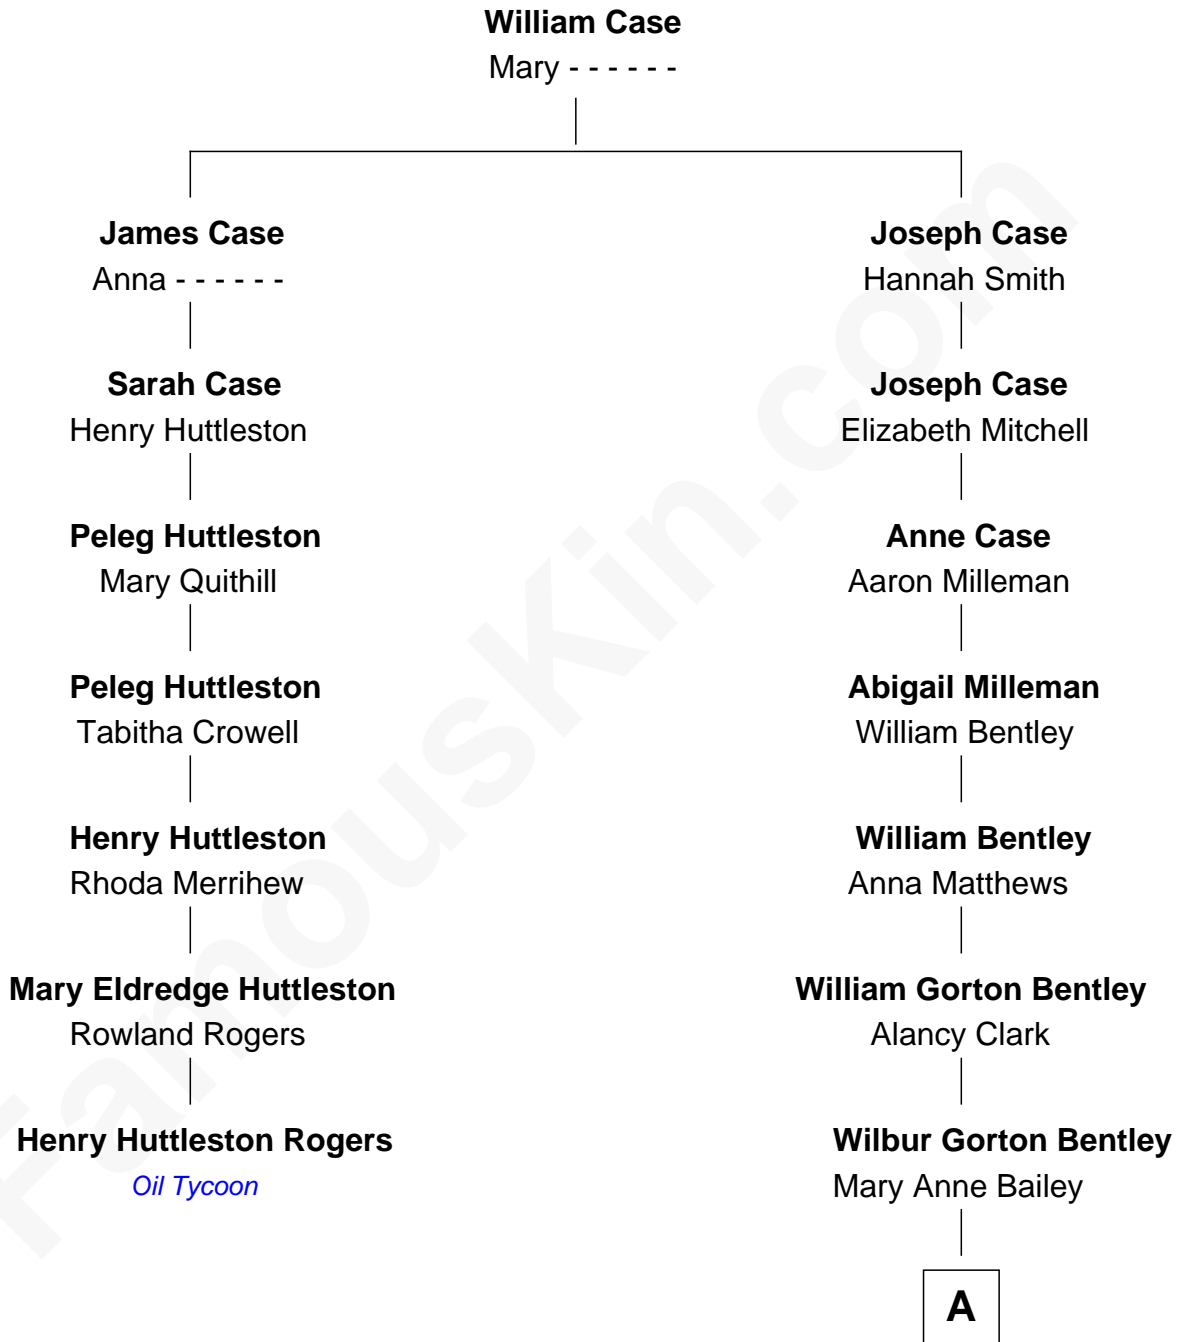 William Case
Mary - - - - - -
James Case
Anna - - - - - -
Sarah Case
Henry Huttleston
Peleg Huttleston
Mary Quithill
Peleg Huttleston
Tabitha Crowell
Henry Huttleston
Rhoda Merrihew
Mary Eldredge Huttleston
Rowland Rogers
Henry Huttleston Rogers
Oil Tycoon
Joseph Case
Hannah Smith
Joseph Case
Elizabeth Mitchell
Anne Case
Aaron Milleman
Abigail Milleman
William Bentley
William Bentley
Anna Matthews
William Gorton Bentley
Alancy Clark
Wilbur Gorton Bentley
Mary Anne Bailey
A
FamousKin.com